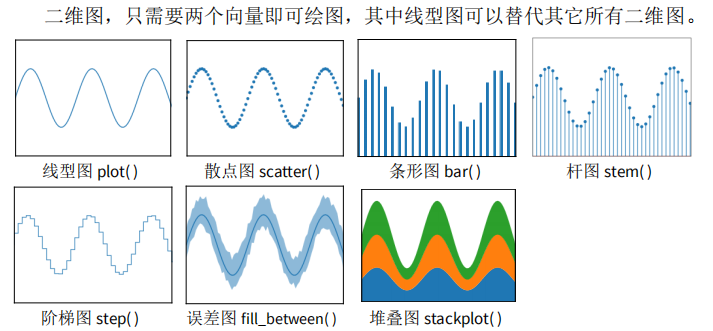 二维图，只需要两个向量即可绘图，其中线型图可以替代其它所有二维图。
线型图 plot()
散点图 scatter()
条形图 bar()
杆图 stem()
阶梯图 step()
误差图 fill_between()
堆叠图 stackplot()